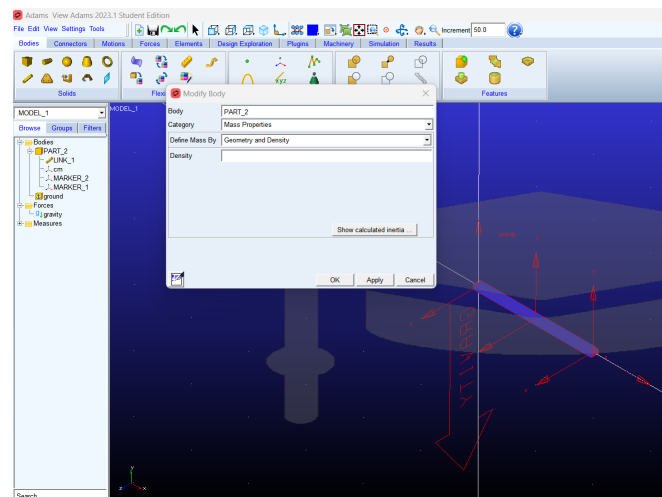 Adams View Adams 2023.1 Student Edition
File Edit View Settings Tools
Increment 50.0
Bodies Connectors Motions Forces Elements Design Exploration Plugins Machinery Simulation Results
xyz
Solids
Flexi
Features
MODEL_1
Browse Groups Filters
Bodies
PART_2
LINK_1
cm
MARKER_2
MARKER_1
ground
Forces
gravity
Measures
Search
MODEL_1
Modify Body
Body PART_2
Category Mass Properties
Define Mass By Geometry and Density
Density
Show calculated inertia ...
OK Apply Cancel
GRAVITY
y
z x